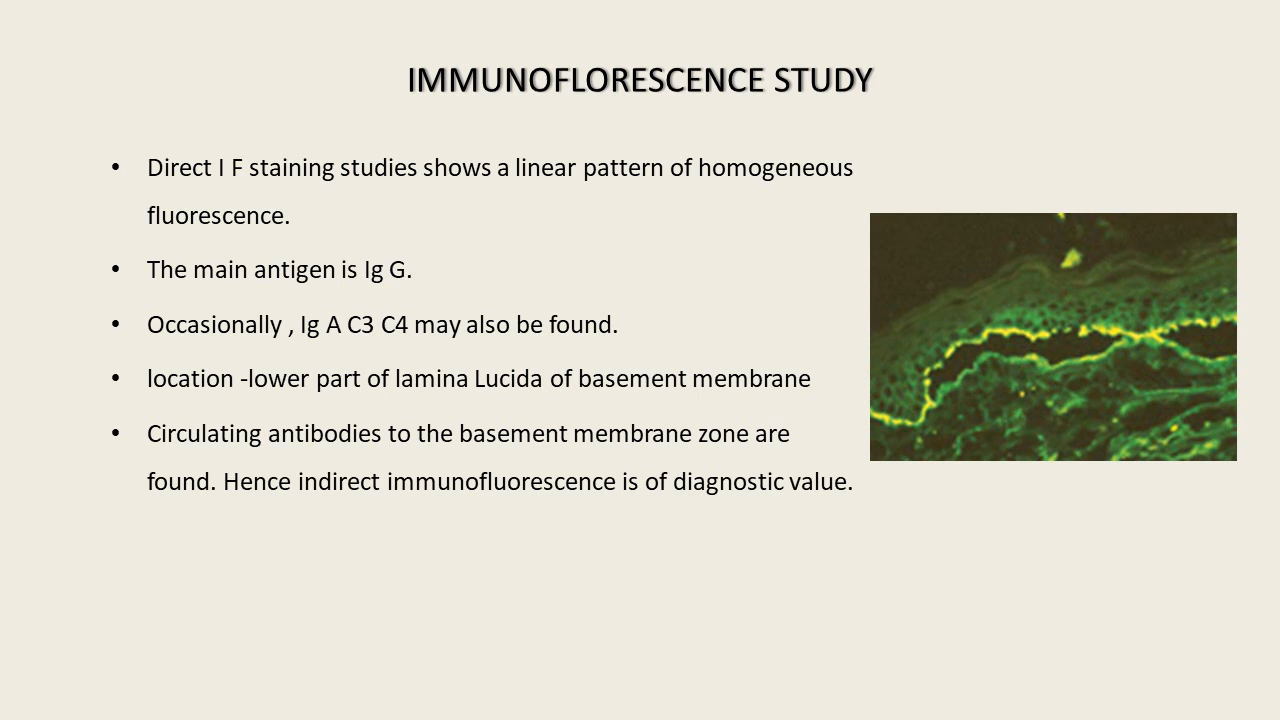 IMMUNOFLORESCENCE STUDY
• Direct I F staining studies shows a linear pattern of homogeneous
fluorescence.
• The main antigen is Ig G.
• Occasionally , Ig A C3 C4 may also be found.
• location -lower part of lamina Lucida of basement membrane
• Circulating antibodies to the basement membrane zone are
found. Hence indirect immunofluorescence is of diagnostic value.